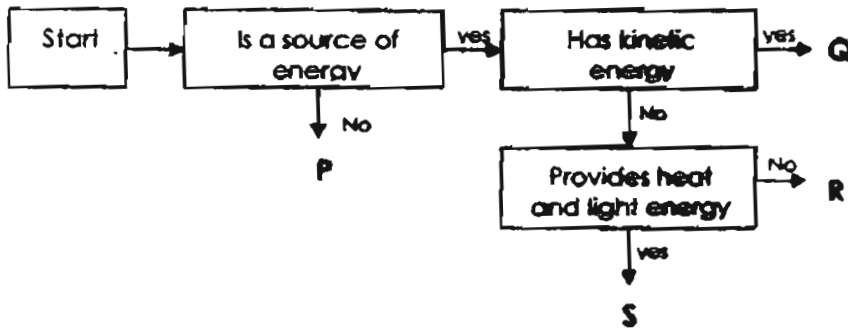 Start
Is a source of
energy
yes
Has kinetic
energy
yes
Q
No
P
No
Provides heat
and light energy
No
R
yes
S